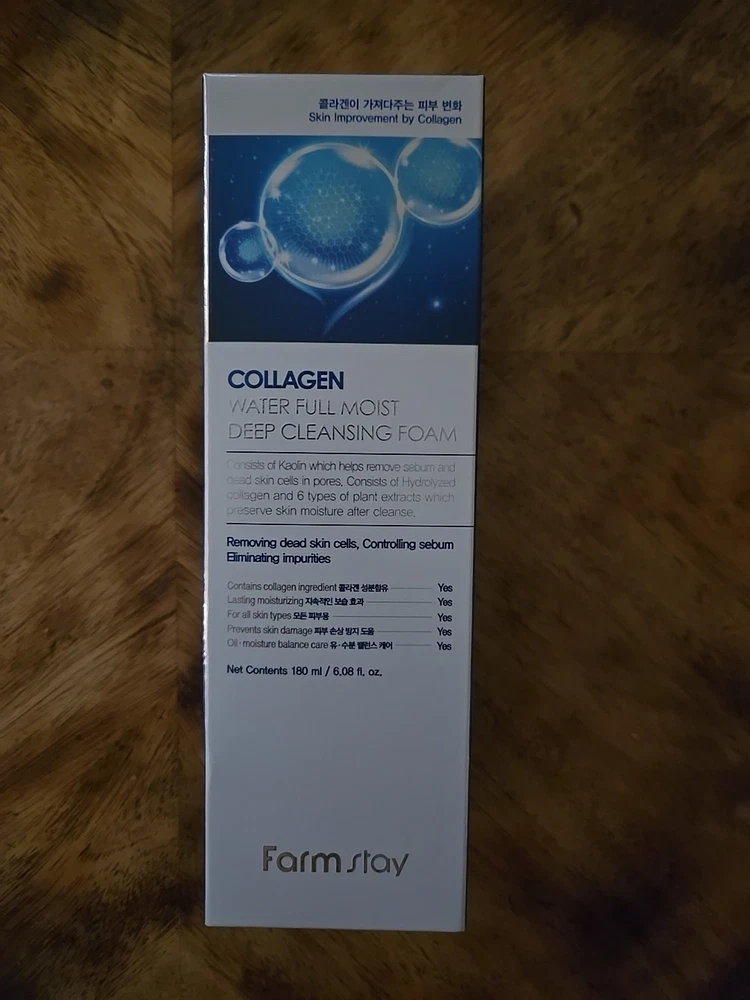 콜라겐이 가져다주는 피부 변화
Skin Improvement by Collagen
COLLAGEN
WATER FULL MOIST
DEEP CLEANSING FOAM
Consists of Kaolin which helps remove sebum and
dead skin cells in pores. Consists of Hydrolyzed
collagen and 6 types of plant extracts which
preserve skin moisture after cleanse.
Removing dead skin cells, Controlling sebum
Eliminating impurities
Contains collagen ingredient 콜라겐 성분함유 Yes
Lasting moisturizing 지속적인 보습 효과 Yes
For all skin types 모든 피부용 Yes
Prevents skin damage 피부 손상 방지 도움 Yes
Oil · moisture balance care 유·수분 밸런스 케어 Yes
Net Contents 180 ml / 6.08 fl. oz.
Farm stay